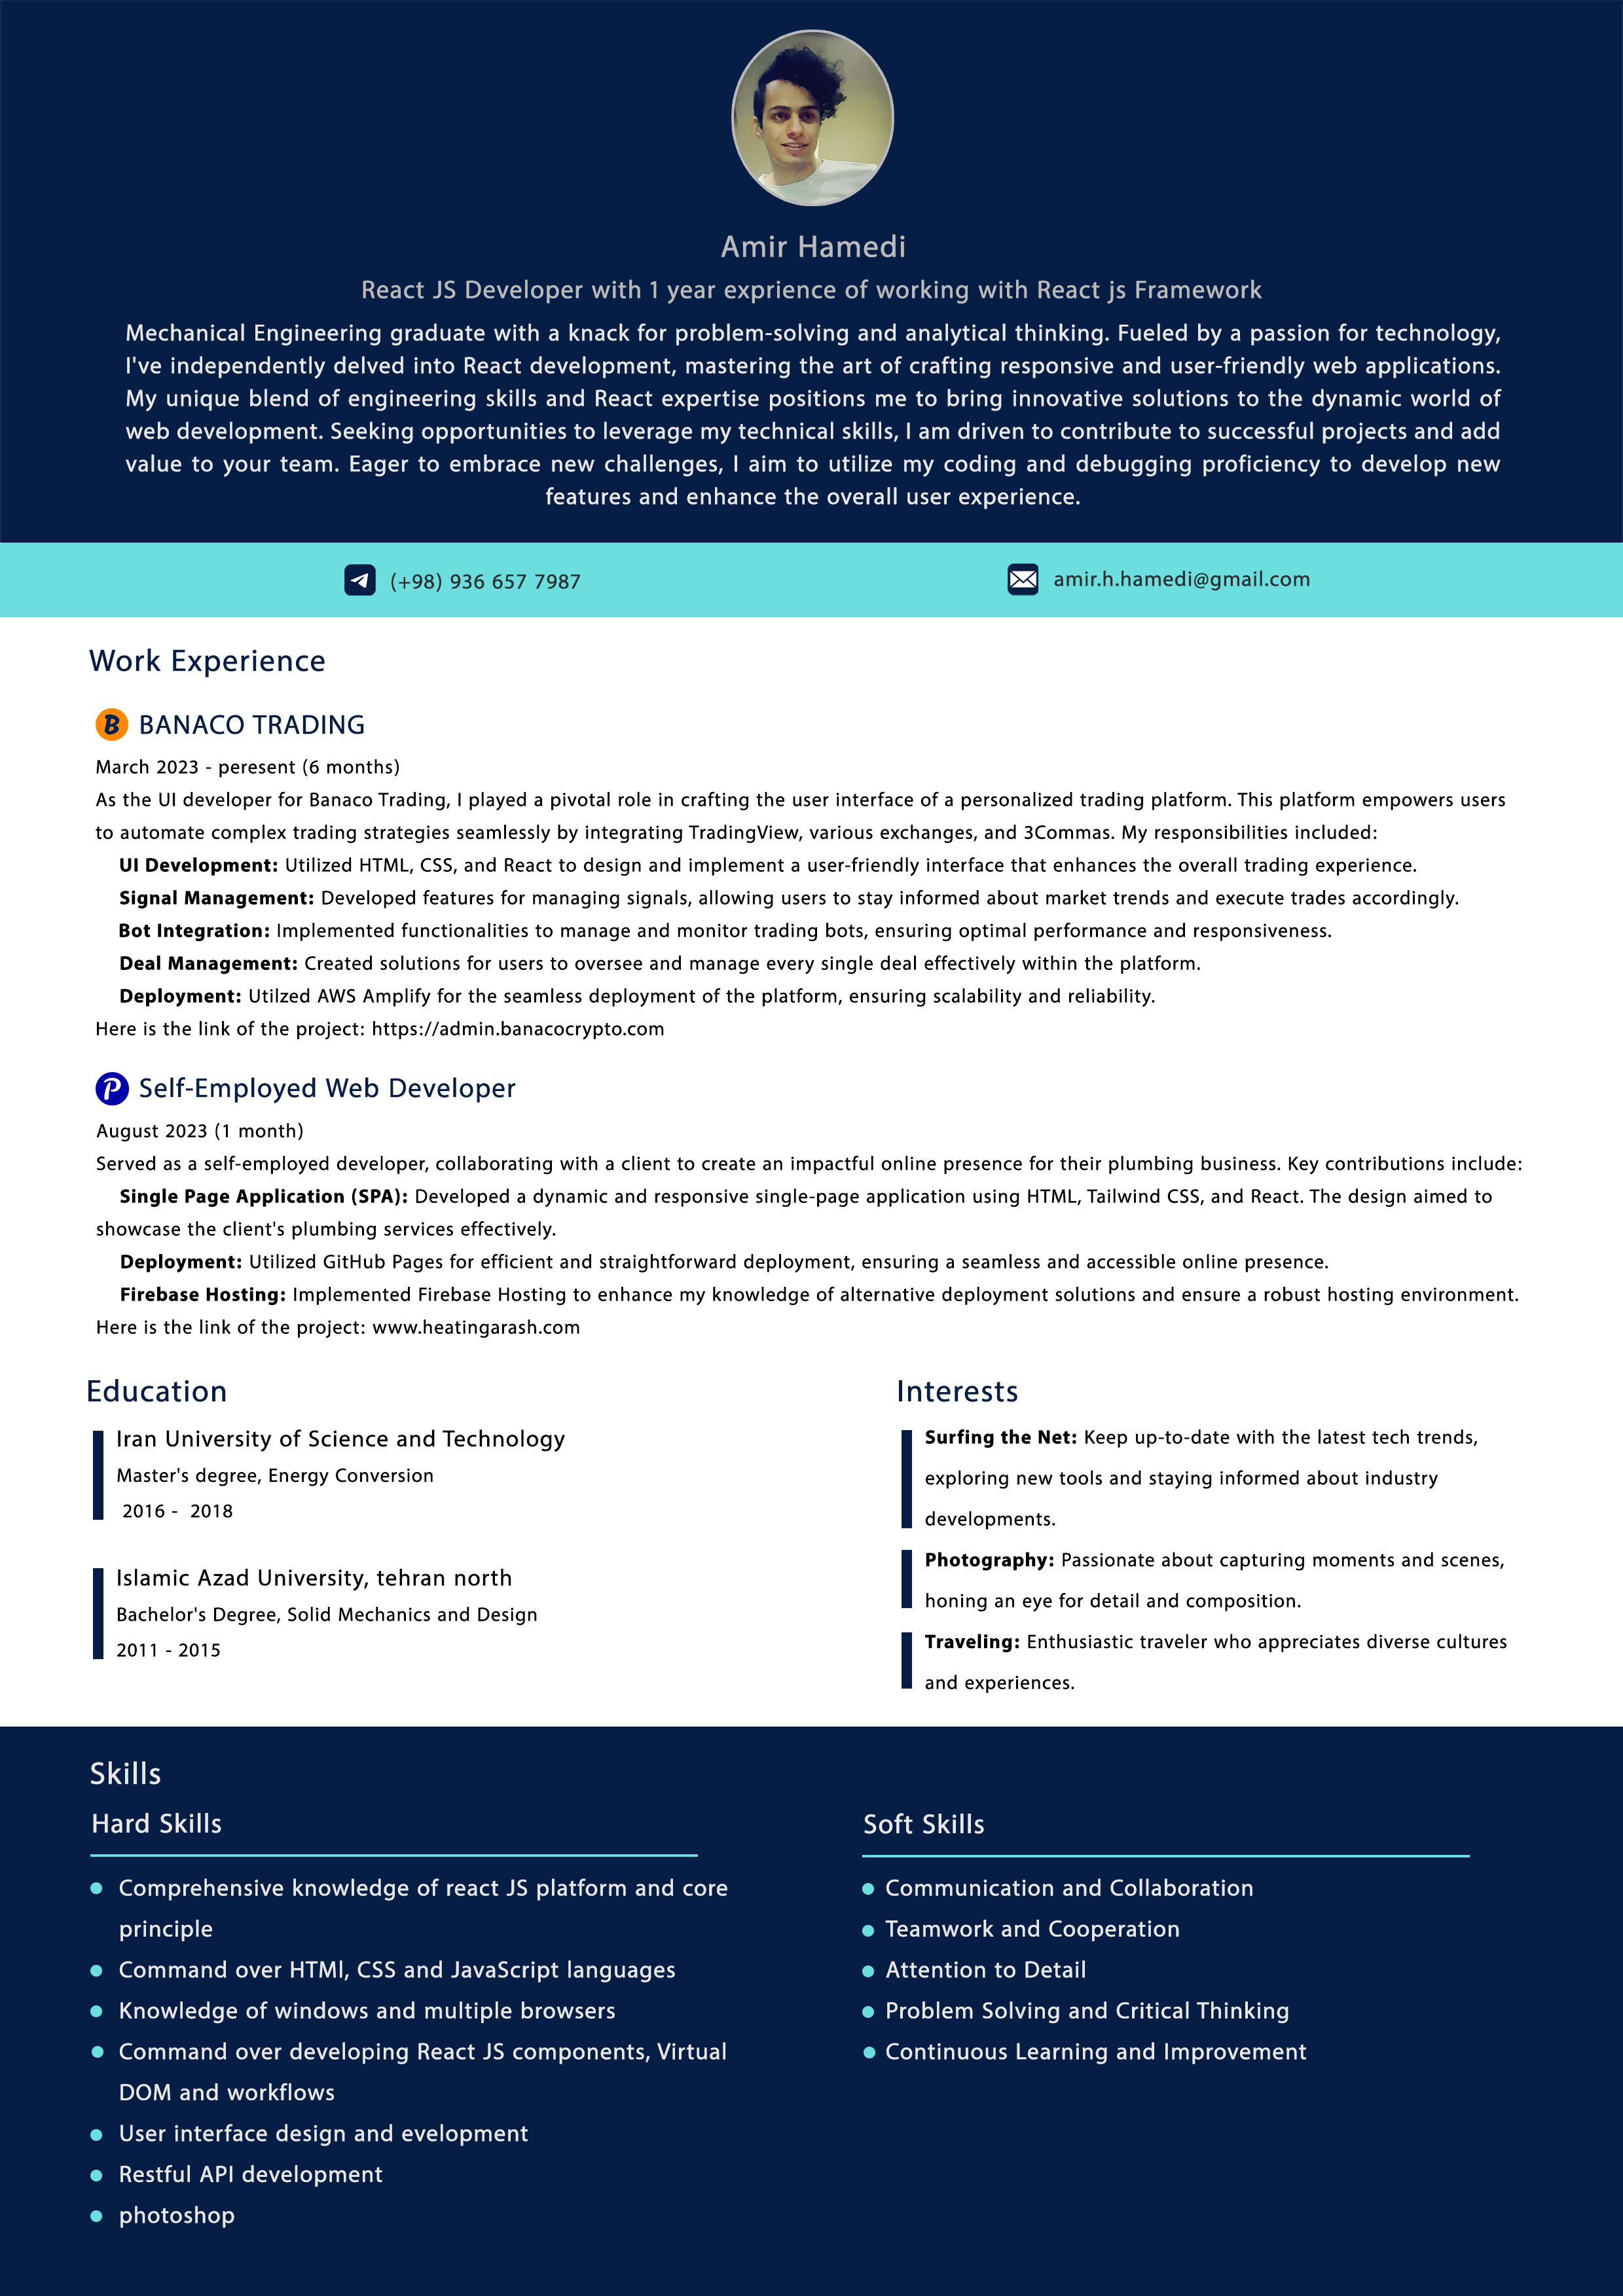 Amir Hamedi
React JS Developer with 1 year exprience of working with React js Framework
Mechanical Engineering graduate with a knack for problem-solving and analytical thinking. Fueled by a passion for technology,
I've independently delved into React development, mastering the art of crafting responsive and user-friendly web applications.
My unique blend of engineering skills and React expertise positions me to bring innovative solutions to the dynamic world of
web development. Seeking opportunities to leverage my technical skills, I am driven to contribute to successful projects and add
value to your team. Eager to embrace new challenges, I aim to utilize my coding and debugging proficiency to develop new
features and enhance the overall user experience.
(+98) 936 657 7987
amir.h.hamedi@gmail.com
Work Experience
B BANACO TRADING
March 2023 - peresent (6 months)
As the UI developer for Banaco Trading, I played a pivotal role in crafting the user interface of a personalized trading platform. This platform empowers users
to automate complex trading strategies seamlessly by integrating TradingView, various exchanges, and 3Commas. My responsibilities included:
UI Development: Utilized HTML, CSS, and React to design and implement a user-friendly interface that enhances the overall trading experience.
Signal Management: Developed features for managing signals, allowing users to stay informed about market trends and execute trades accordingly.
Bot Integration: Implemented functionalities to manage and monitor trading bots, ensuring optimal performance and responsiveness.
Deal Management: Created solutions for users to oversee and manage every single deal effectively within the platform.
Deployment: Utilzed AWS Amplify for the seamless deployment of the platform, ensuring scalability and reliability.
Here is the link of the project: https://admin.banacocrypto.com
P Self-Employed Web Developer
August 2023 (1 month)
Served as a self-employed developer, collaborating with a client to create an impactful online presence for their plumbing business. Key contributions include:
Single Page Application (SPA): Developed a dynamic and responsive single-page application using HTML, Tailwind CSS, and React. The design aimed to
showcase the client's plumbing services effectively.
Deployment: Utilized GitHub Pages for efficient and straightforward deployment, ensuring a seamless and accessible online presence.
Firebase Hosting: Implemented Firebase Hosting to enhance my knowledge of alternative deployment solutions and ensure a robust hosting environment.
Here is the link of the project: www.heatingarash.com
Education
Iran University of Science and Technology
Master's degree, Energy Conversion
2016 - 2018
Islamic Azad University, tehran north
Bachelor's Degree, Solid Mechanics and Design
2011 - 2015
Interests
Surfing the Net: Keep up-to-date with the latest tech trends,
exploring new tools and staying informed about industry
developments.
Photography: Passionate about capturing moments and scenes,
honing an eye for detail and composition.
Traveling: Enthusiastic traveler who appreciates diverse cultures
and experiences.
Skills
Hard Skills
Comprehensive knowledge of react JS platform and core
principle
Command over HTMl, CSS and JavaScript languages
Knowledge of windows and multiple browsers
Command over developing React JS components, Virtual
DOM and workflows
User interface design and evelopment
Restful API development
photoshop
Soft Skills
Communication and Collaboration
Teamwork and Cooperation
Attention to Detail
Problem Solving and Critical Thinking
Continuous Learning and Improvement